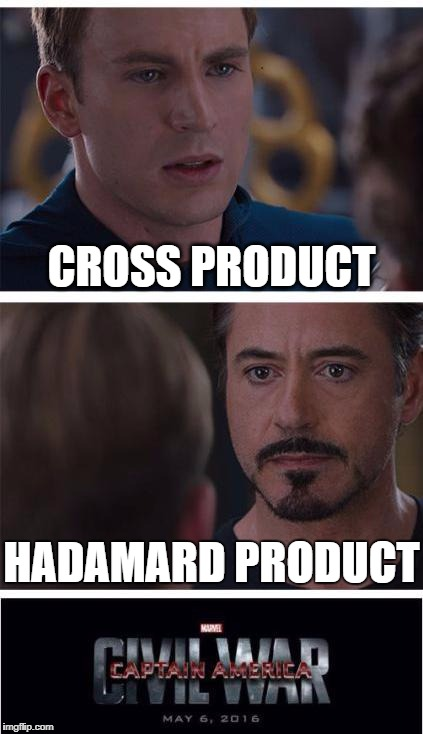 CROSS PRODUCT
HADAMARD PRODUCT
MARVEL
CIVIL WAR
CAPTAIN AMERICA
MAY 6, 2016
imgflip.com